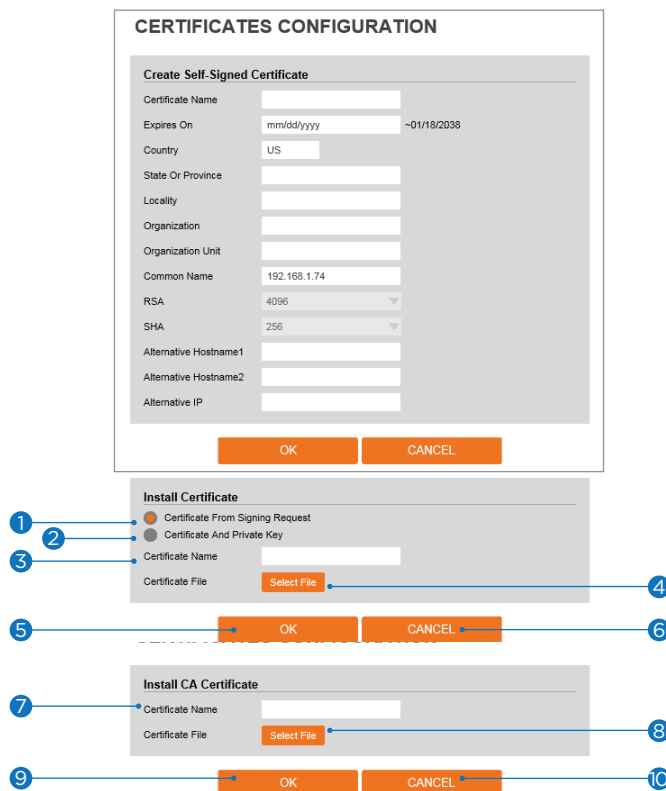 CERTIFICATES CONFIGURATION
Create Self-Signed Certificate
Certificate Name
Expires On mm/dd/yyyy ~01/18/2038
Country US
State Or Province
Locality
Organization
Organization Unit
Common Name 192.168.1.74
RSA 4096
SHA 256
Alternative Hostname1
Alternative Hostname2
Alternative IP
OK CANCEL
Install Certificate
1 Certificate From Signing Request
2 Certificate And Private Key
3 Certificate Name
Certificate File Select File 4
5 OK CANCEL 6
CERTIFICATES CONFIGURATION
Install CA Certificate
7 Certificate Name
Certificate File Select File 8
9 OK CANCEL 10